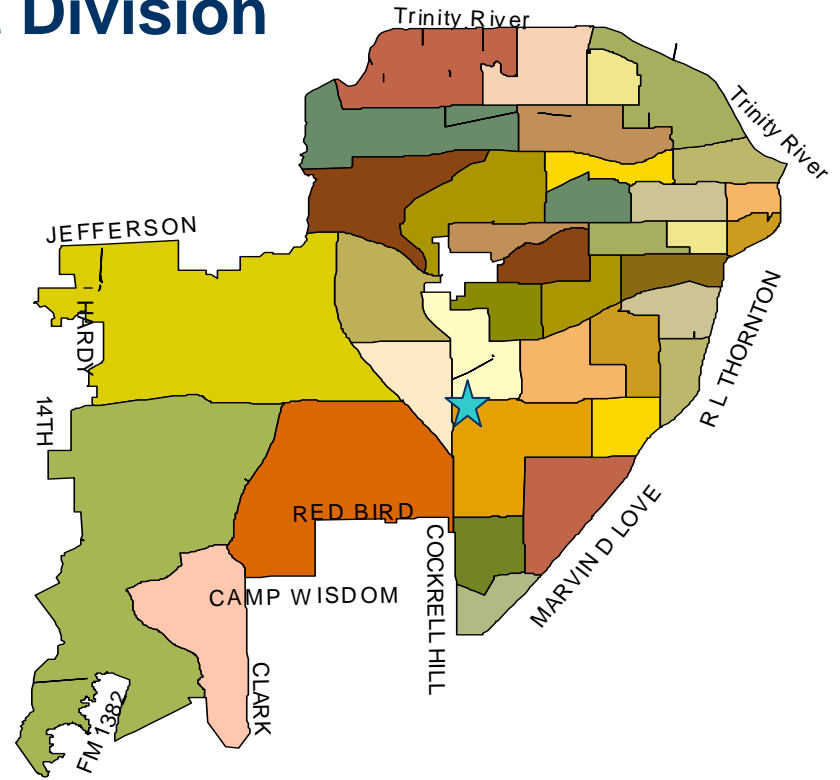 Division
Trinity River
Trinity River
JEFFERSON
HARDY
14TH
R L THORNTON
RED BIRD
COCKRELL HILL
MARVIN D LOVE
CAMP WISDOM
CLARK
FM 1382